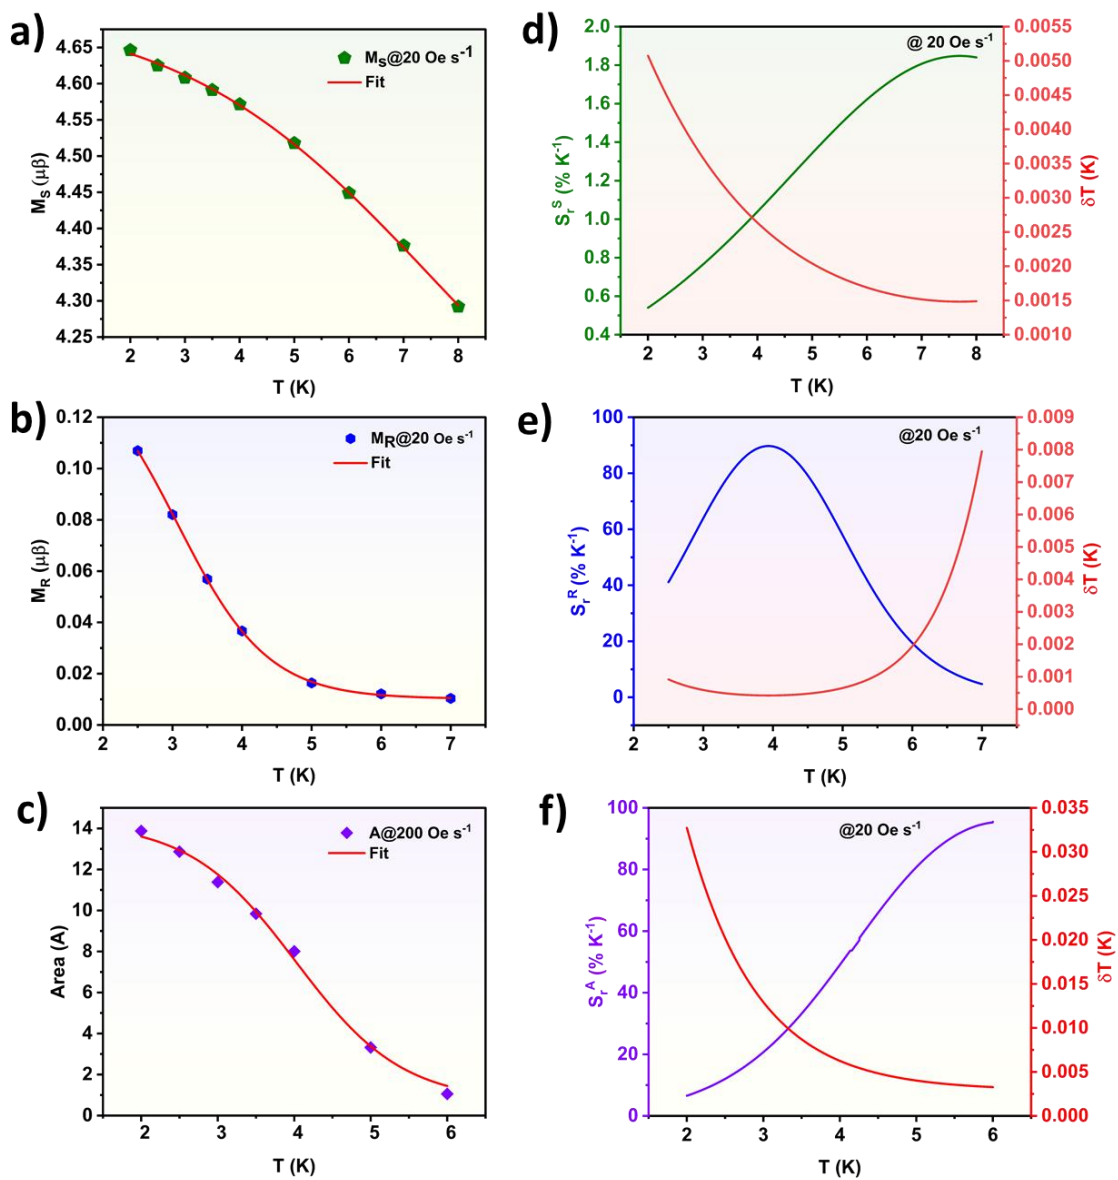 a)
4.65
4.60
4.55
4.50
4.45
4.40
4.35
4.30
4.25
M_S (μβ)
M_S@20 Oe s⁻¹
Fit
2 3 4 5 6 7 8
T (K)
d)
2.0
1.8
1.6
1.4
1.2
1.0
0.8
0.6
0.4
S_r^S (% K⁻¹)
@ 20 Oe s⁻¹
0.0055
0.0050
0.0045
0.0040
0.0035
0.0030
0.0025
0.0020
0.0015
0.0010
δT (K)
2 3 4 5 6 7 8
T (K)
b)
0.12
0.10
0.08
0.06
0.04
0.02
0.00
M_R (μβ)
M_R@20 Oe s⁻¹
Fit
2 3 4 5 6 7
T (K)
e)
100
80
60
40
20
0
S_r^R (% K⁻¹)
@20 Oe s⁻¹
0.009
0.008
0.007
0.006
0.005
0.004
0.003
0.002
0.001
0.000
δT (K)
2 3 4 5 6 7
T (K)
c)
14
12
10
8
6
4
2
0
Area (A)
A@200 Oe s⁻¹
Fit
2 3 4 5 6
T (K)
f)
100
80
60
40
20
0
S_r^A (% K⁻¹)
@20 Oe s⁻¹
0.035
0.030
0.025
0.020
0.015
0.010
0.005
0.000
δT (K)
2 3 4 5 6
T (K)